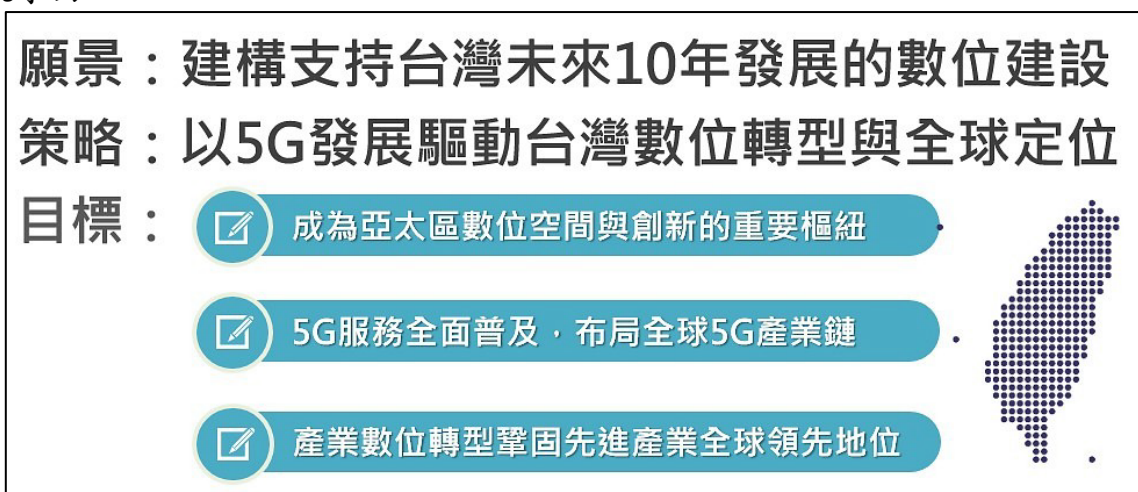 願景：建構支持台灣未來10年發展的數位建設
策略：以5G發展驅動台灣數位轉型與全球定位
目標：
成為亞太區數位空間與創新的重要樞紐
5G服務全面普及，布局全球5G產業鏈
產業數位轉型鞏固先進產業全球領先地位